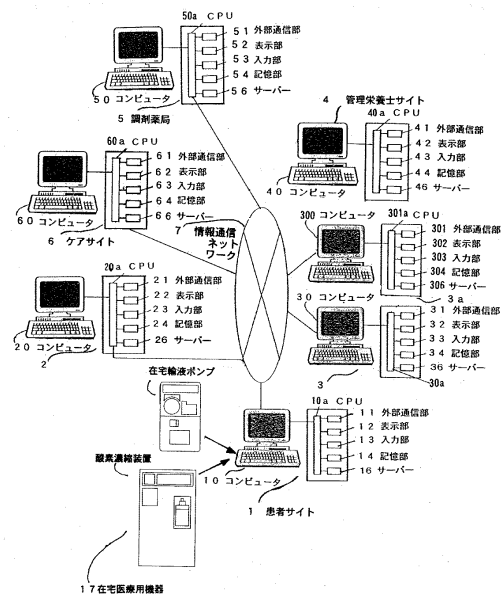 50a CPU
51 外部通信部
52 表示部
53 入力部
54 記憶部
56 サーバー
50 コンピュータ
5 調剤薬局
4 管理栄養士サイト
40a CPU
41 外部通信部
42 表示部
43 入力部
44 記憶部
46 サーバー
40 コンピュータ
60a CPU
61 外部通信部
62 表示部
63 入力部
64 記憶部
66 サーバー
60 コンピュータ
6 ケアサイト
7
情報通信
ネット
ワーク
300 コンピュータ
301a CPU
301 外部通信部
302 表示部
303 入力部
304 記憶部
306 サーバー
3a
20a CPU
21 外部通信部
22 表示部
23 入力部
24 記憶部
26 サーバー
20 コンピュータ
2
30 コンピュータ
31 外部通信部
32 表示部
33 入力部
34 記憶部
36 サーバー
30a
3
在宅輸液ポンプ
10a CPU
11 外部通信部
12 表示部
13 入力部
14 記憶部
16 サーバー
10 コンピュータ
1 患者サイト
酸素濃縮装置
17在宅医療用機器